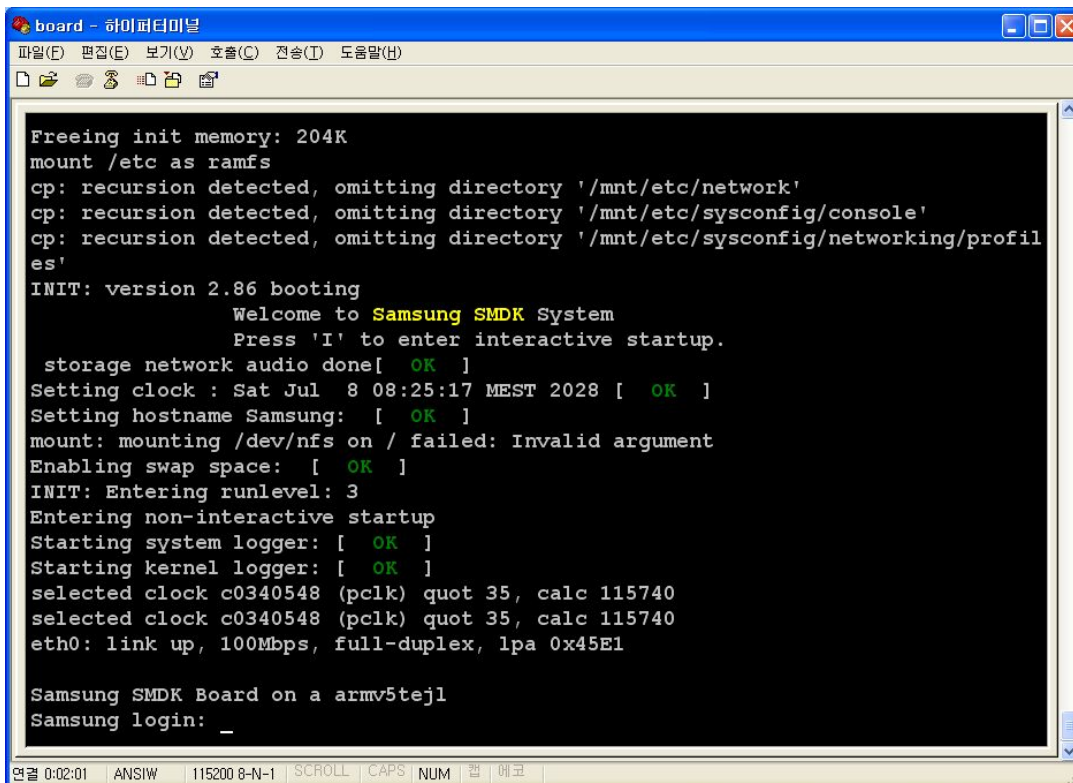 board - 하이퍼터미널
파일(F) 편집(E) 보기(V) 호출(C) 전송(T) 도움말(H)
Freeing init memory: 204K
mount /etc as ramfs
cp: recursion detected, omitting directory '/mnt/etc/network'
cp: recursion detected, omitting directory '/mnt/etc/sysconfig/console'
cp: recursion detected, omitting directory '/mnt/etc/sysconfig/networking/profil
es'
INIT: version 2.86 booting
Welcome to Samsung SMDK System
Press 'I' to enter interactive startup.
storage network audio done[  OK  ]
Setting clock : Sat Jul  8 08:25:17 MEST 2028 [  OK  ]
Setting hostname Samsung:  [  OK  ]
mount: mounting /dev/nfs on / failed: Invalid argument
Enabling swap space:  [  OK  ]
INIT: Entering runlevel: 3
Entering non-interactive startup
Starting system logger: [  OK  ]
Starting kernel logger: [  OK  ]
selected clock c0340548 (pclk) quot 35, calc 115740
selected clock c0340548 (pclk) quot 35, calc 115740
eth0: link up, 100Mbps, full-duplex, lpa 0x45E1
Samsung SMDK Board on a armv5tejl
Samsung login: _
연결 0:02:01 ANSIW 115200 8-N-1 SCROLL CAPS NUM 캡 에코